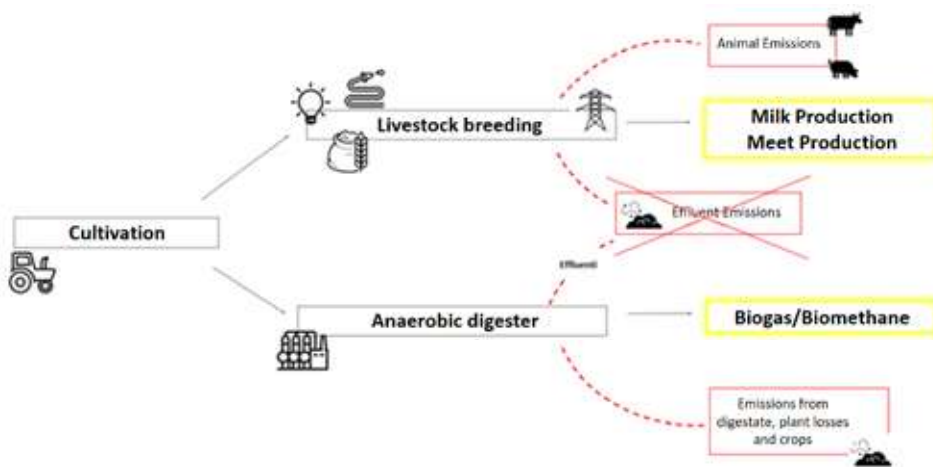 Animal Emissions
Livestock breeding
Milk Production
Meet Production
Effluent Emissions
Cultivation
Effluenti
Anaerobic digester
Biogas/Biomethane
Emissions from
digestate, plant losses
and crops